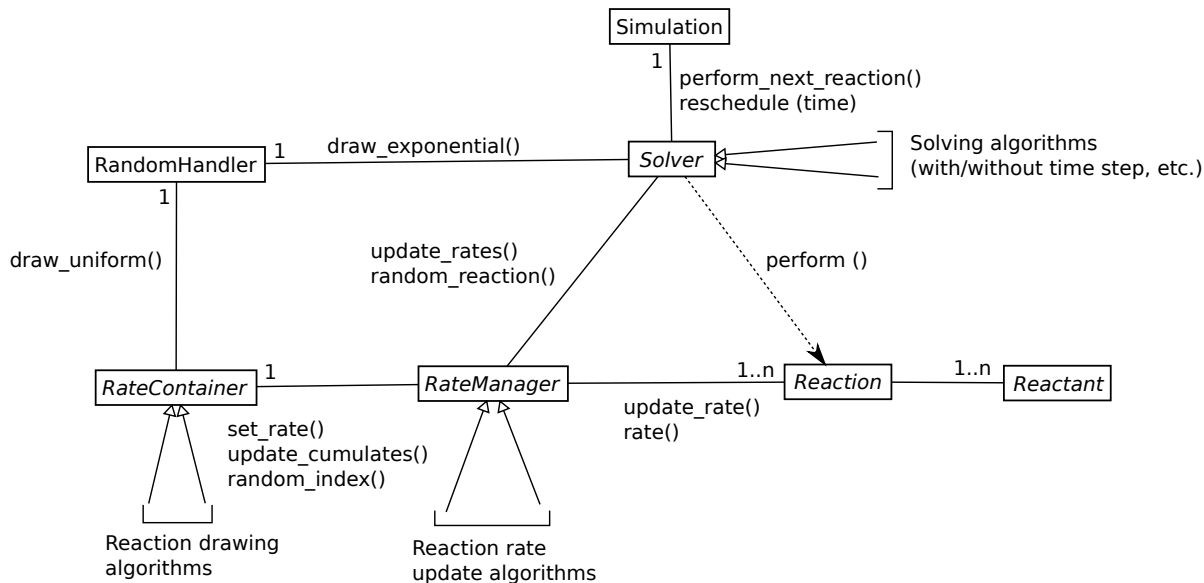 Simulation
1
perform_next_reaction()
reschedule (time)
RandomHandler
1
draw_exponential()
Solver
Solving algorithms
(with/without time step, etc.)
1
draw_uniform()
update_rates()
random_reaction()
perform ()
RateContainer
1
RateManager
1..n
Reaction
1..n
Reactant
set_rate()
update_cumulates()
random_index()
update_rate()
rate()
Reaction drawing
algorithms
Reaction rate
update algorithms